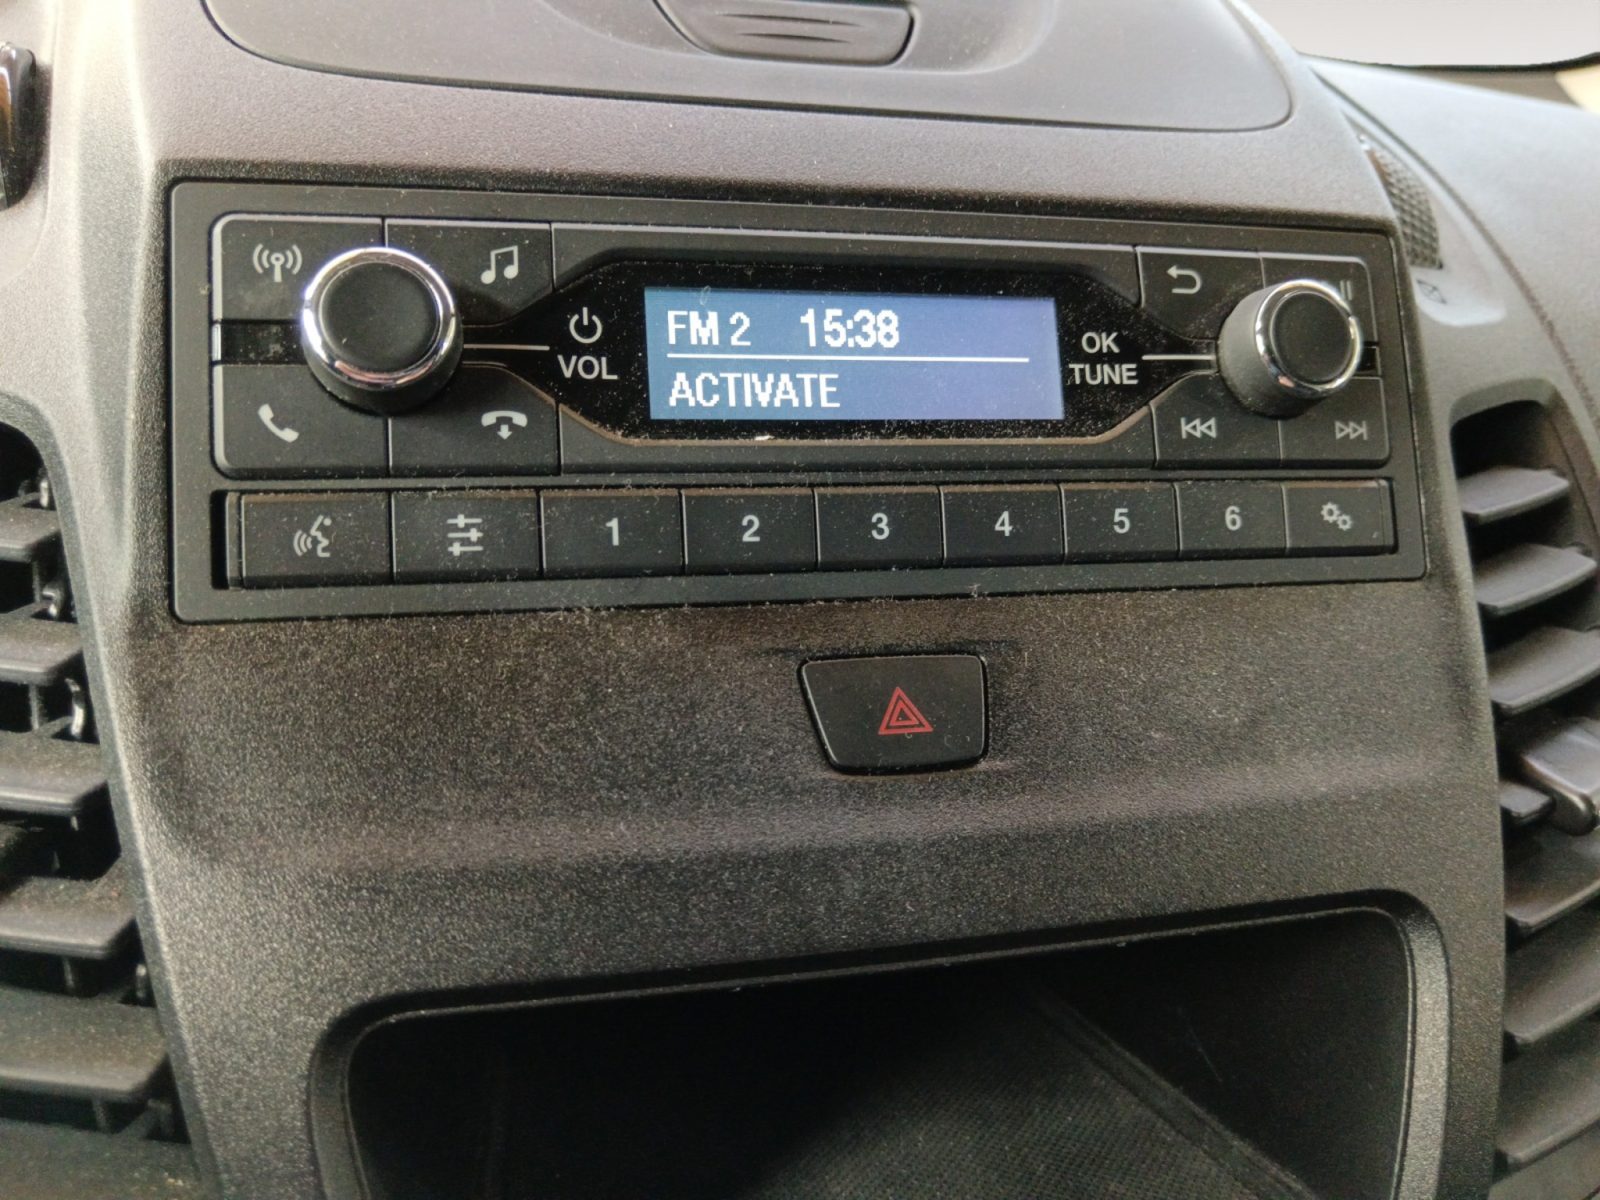 FM 2 15:38
ACTIVATE
VOL
OK
TUNE
1 2 3 4 5 6